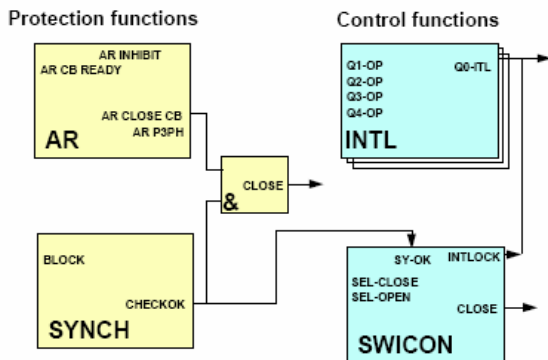 Protection functions
Control functions
AR INHIBIT
AR CB READY
AR CLOSE CB
AR P3PH
AR
Q1-OP
Q2-OP
Q3-OP
Q4-OP
Q0-ITL
INTL
CLOSE
&
BLOCK
CHECKOK
SYNCH
SY-OK
INTLOCK
SEL-CLOSE
SEL-OPEN
CLOSE
SWICON